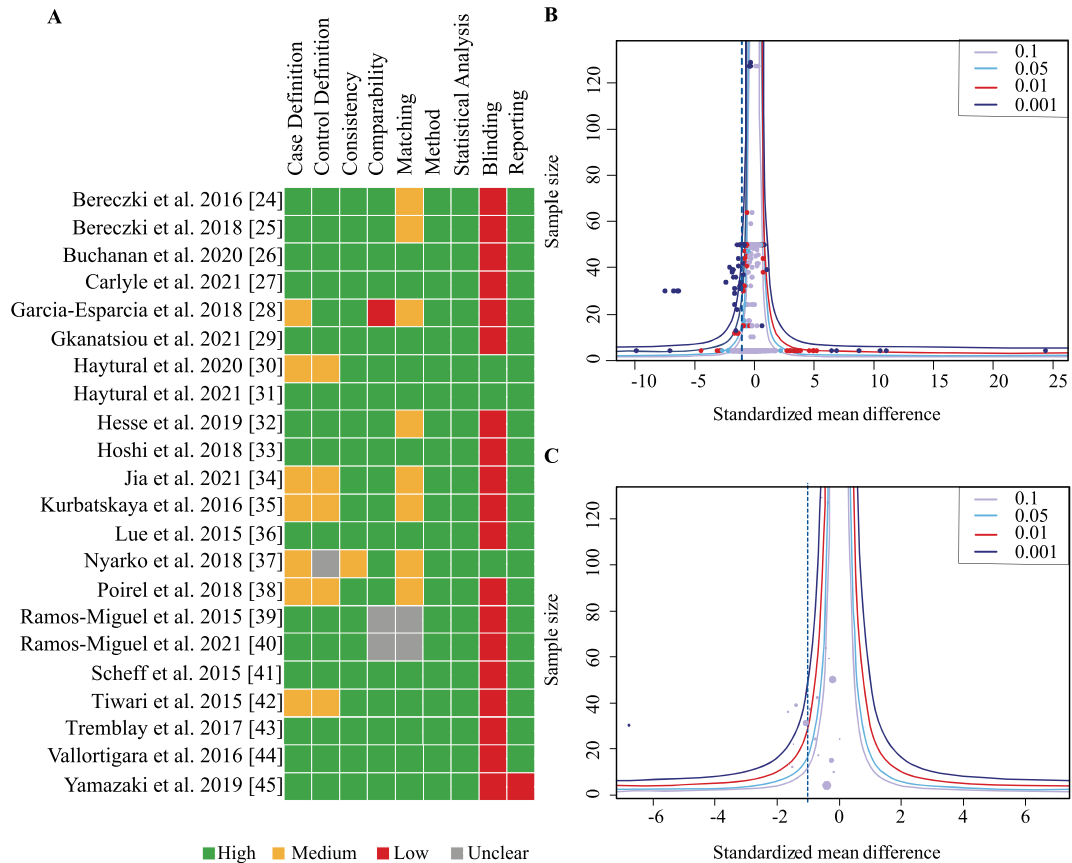 A
Case Definition
Control Definition
Consistency
Comparability
Matching
Method
Statistical Analysis
Blinding
Reporting
Bereczki et al. 2016 [24]
Bereczki et al. 2018 [25]
Buchanan et al. 2020 [26]
Carlyle et al. 2021 [27]
Garcia-Esparcia et al. 2018 [28]
Gkanatsiou et al. 2021 [29]
Haytural et al. 2020 [30]
Haytural et al. 2021 [31]
Hesse et al. 2019 [32]
Hoshi et al. 2018 [33]
Jia et al. 2021 [34]
Kurbatskaya et al. 2016 [35]
Lue et al. 2015 [36]
Nyarko et al. 2018 [37]
Poirel et al. 2018 [38]
Ramos-Miguel et al. 2015 [39]
Ramos-Miguel et al. 2021 [40]
Scheff et al. 2015 [41]
Tiwari et al. 2015 [42]
Tremblay et al. 2017 [43]
Vallortigara et al. 2016 [44]
Yamazaki et al. 2019 [45]
High Medium Low Unclear
B
0.1
0.05
0.01
0.001
Sample size
120
100
80
60
40
20
0
-10 -5 0 5 10 15 20 25
Standardized mean difference
C
0.1
0.05
0.01
0.001
Sample size
120
100
80
60
40
20
0
-6 -4 -2 0 2 4 6
Standardized mean difference